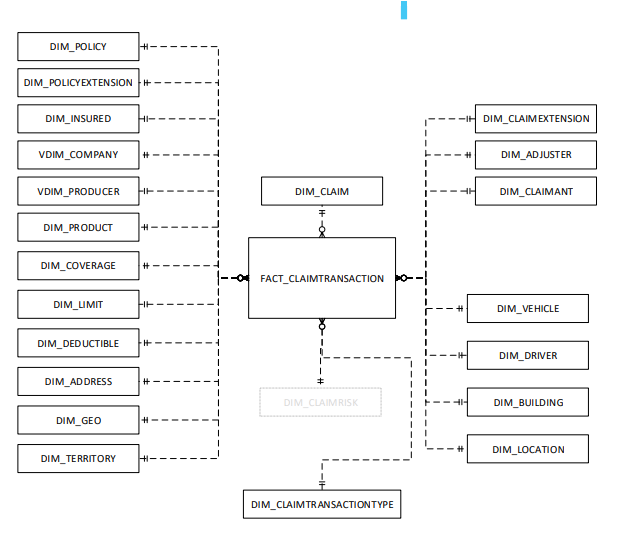 DIM_POLICY
DIM_POLICYEXTENSION
DIM_INSURED
VDIM_COMPANY
VDIM_PRODUCER
DIM_PRODUCT
DIM_COVERAGE
DIM_LIMIT
DIM_DEDUCTIBLE
DIM_ADDRESS
DIM_GEO
DIM_TERRITORY
DIM_CLAIM
FACT_CLAIMTRANSACTION
DIM_CLAIMRISK
DIM_CLAIMTRANSACTIONTYPE
DIM_CLAIMEXTENSION
DIM_ADJUSTER
DIM_CLAIMANT
DIM_VEHICLE
DIM_DRIVER
DIM_BUILDING
DIM_LOCATION